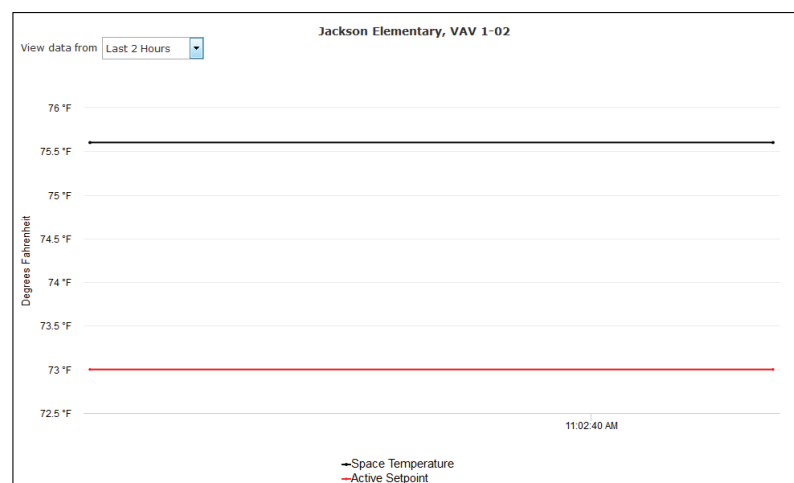 Jackson Elementary, VAV 1-02
View data from Last 2 Hours
76 °F
75.5 °F
75 °F
74.5 °F
74 °F
73.5 °F
73 °F
72.5 °F
Degrees Fahrenheit
11:02:40 AM
Space Temperature
Active Setpoint